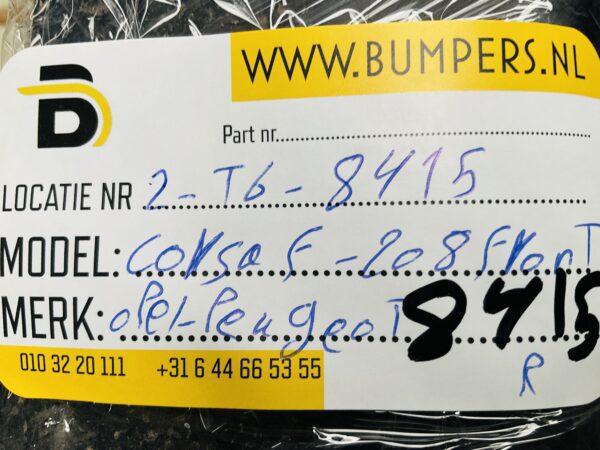 B
WWW.BUMPERS.NL
Part nr.
LOCATIE NR 2-T6-8415
MODEL: Corsa F-208 front
MERK: opel-Peugeot 8415
010 32 20 111 +31 6 44 66 53 55
R